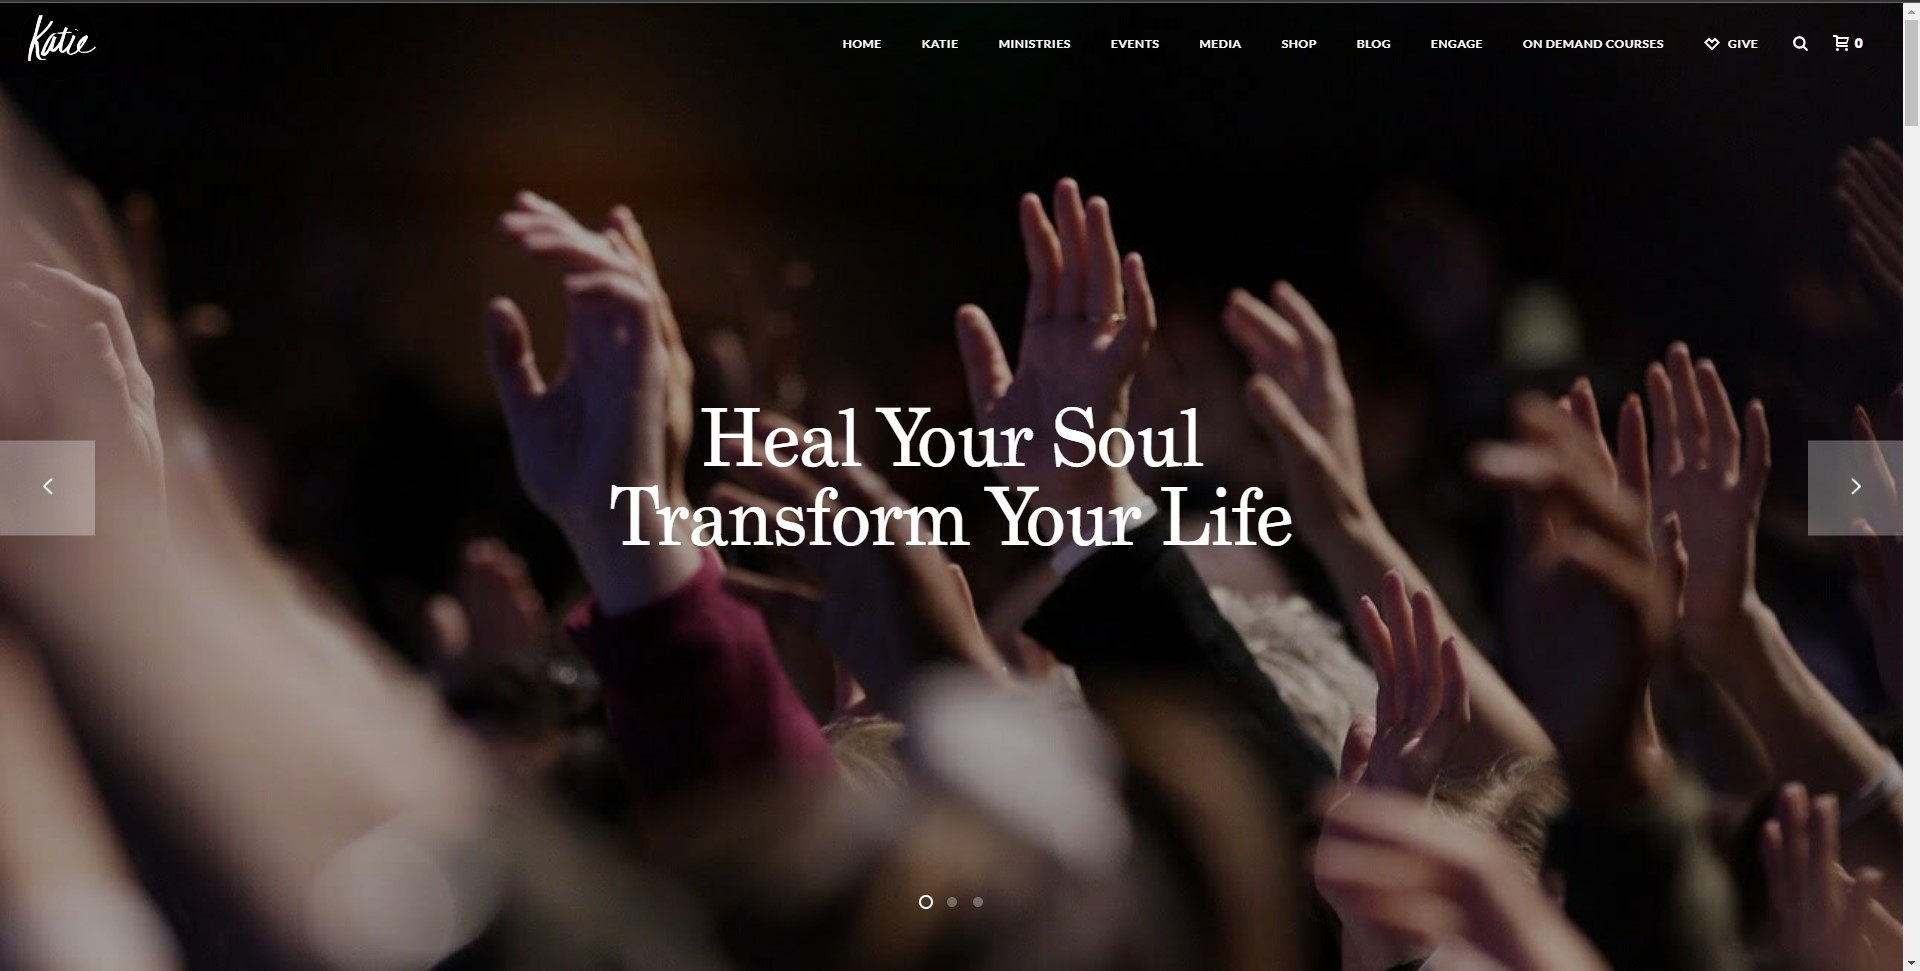 Katie
HOME KATIE MINISTRIES EVENTS MEDIA SHOP BLOG ENGAGE ON DEMAND COURSES GIVE 0
Heal Your Soul
Transform Your Life